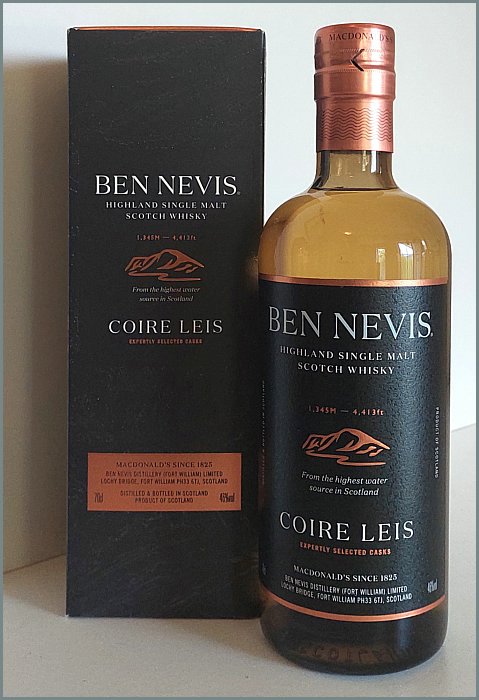 BEN NEVIS®
HIGHLAND SINGLE MALT
SCOTCH WHISKY
1,345M — 4,413ft
From the highest water
source in Scotland
COIRE LEIS
EXPERTLY SELECTED CASKS
MACDONALD'S SINCE 1825
BEN NEVIS DISTILLERY (FORT WILLIAM) LIMITED
LOCHY BRIDGE, FORT WILLIAM PH33 6TJ, SCOTLAND
70cl
DISTILLED & BOTTLED IN SCOTLAND
PRODUCT OF SCOTLAND
46%vol
MACDONALD'S
BEN NEVIS®
HIGHLAND SINGLE MALT
SCOTCH WHISKY
1,345M — 4,413ft
From the highest water
source in Scotland
COIRE LEIS
EXPERTLY SELECTED CASKS
MACDONALD'S SINCE 1825
BEN NEVIS DISTILLERY (FORT WILLIAM) LIMITED
LOCHY BRIDGE, FORT WILLIAM PH33 6TJ, SCOTLAND
46%vol
PRODUCT OF SCOTLAND